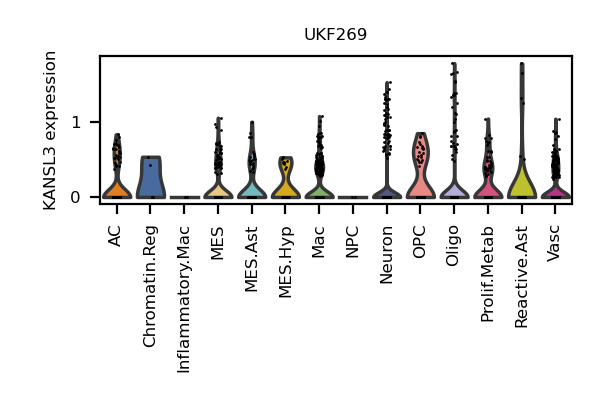 UKF269
KANSL3 expression
1
0
AC
Chromatin.Reg
Inflammatory.Mac
MES
MES.Ast
MES.Hyp
Mac
NPC
Neuron
OPC
Oligo
Prolif.Metab
Reactive.Ast
Vasc